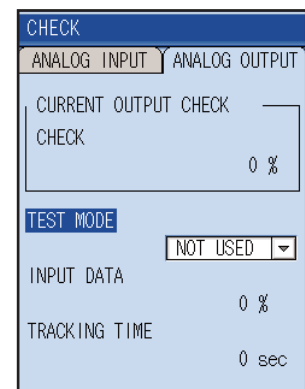 CHECK
ANALOG INPUT ANALOG OUTPUT
CURRENT OUTPUT CHECK
CHECK
0 %
TEST MODE
NOT USED
INPUT DATA
0 %
TRACKING TIME
0 sec